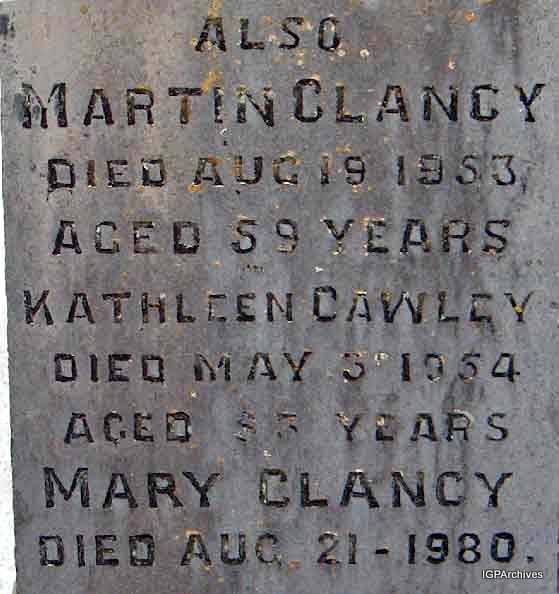 ALSO
MARTIN CLANCY
DIED AUG 19 1953
AGED 59 YEARS
KATHLEEN CAWLEY
DIED MAY 1954
AGED YEARS
MARY CLANCY
DIED AUG. 21-1980.
IGPArchives